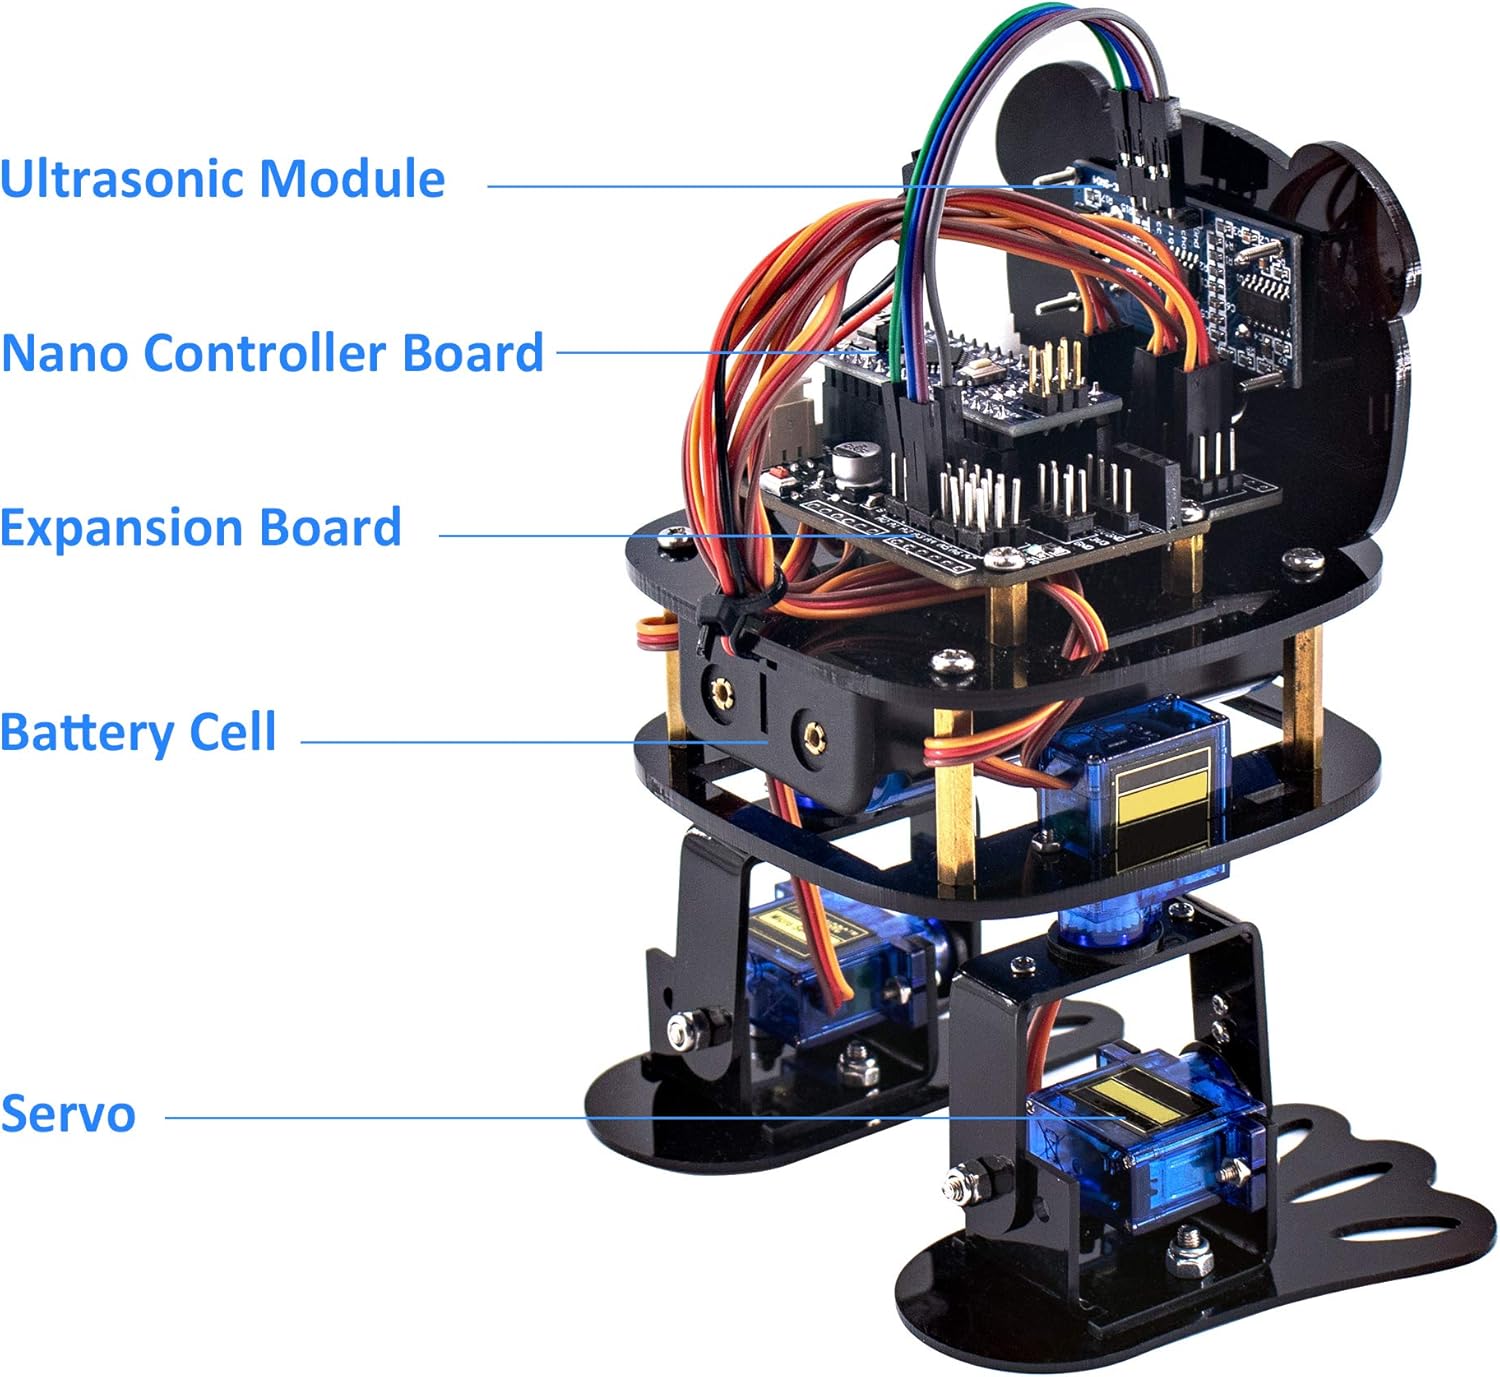 Ultrasonic Module
Nano Controller Board
Expansion Board
Battery Cell
Servo